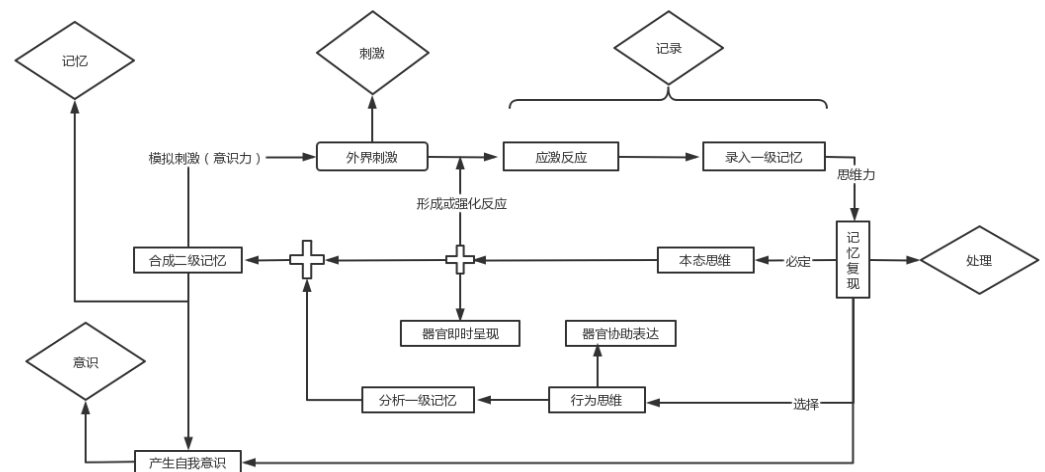 记忆
刺激
记录
模拟刺激（意识力）
外界刺激
应激反应
录入一级记忆
思维力
形成或强化反应
合成二级记忆
本态思维
必定
记忆复现
处理
器官即时呈现
器官协助表达
意识
分析一级记忆
行为思维
选择
产生自我意识